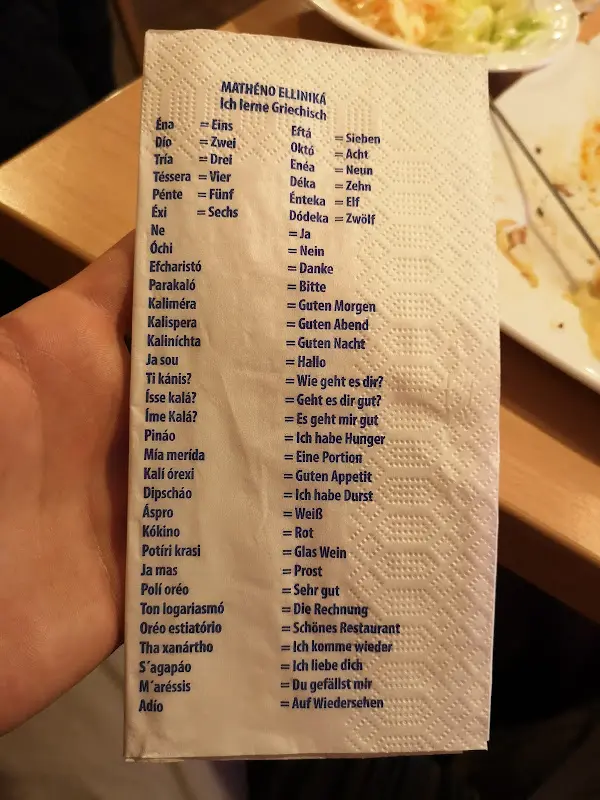 MATHÉNO ELLINIKÁ
Ich lerne Griechisch
Éna = Eins
Dío = Zwei
Tría = Drei
Téssera = Vier
Pénte = Fünf
Éxi = Sechs
Eftá = Sieben
Októ = Acht
Enéa = Neun
Déka = Zehn
Énteka = Elf
Dódeka = Zwölf
Ne = Ja
Óchi = Nein
Efcharistó = Danke
Parakaló = Bitte
Kaliméra = Guten Morgen
Kalispera = Guten Abend
Kaliníchta = Guten Nacht
Ja sou = Hallo
Ti kánis? = Wie geht es dir?
Ísse kalá? = Geht es dir gut?
Íme Kalá? = Es geht mir gut
Pináo = Ich habe Hunger
Mía merída = Eine Portion
Kalí órexi = Guten Appetit
Dipscháo = Ich habe Durst
Áspro = Weiß
Kókino = Rot
Potíri krasi = Glas Wein
Ja mas = Prost
Polí oréo = Sehr gut
Ton logariasmó = Die Rechnung
Oréo estiatório = Schönes Restaurant
Tha xanártho = Ich komme wieder
S´agapáo = Ich liebe dich
M´aréssis = Du gefällst mir
Adío = Auf Wiedersehen